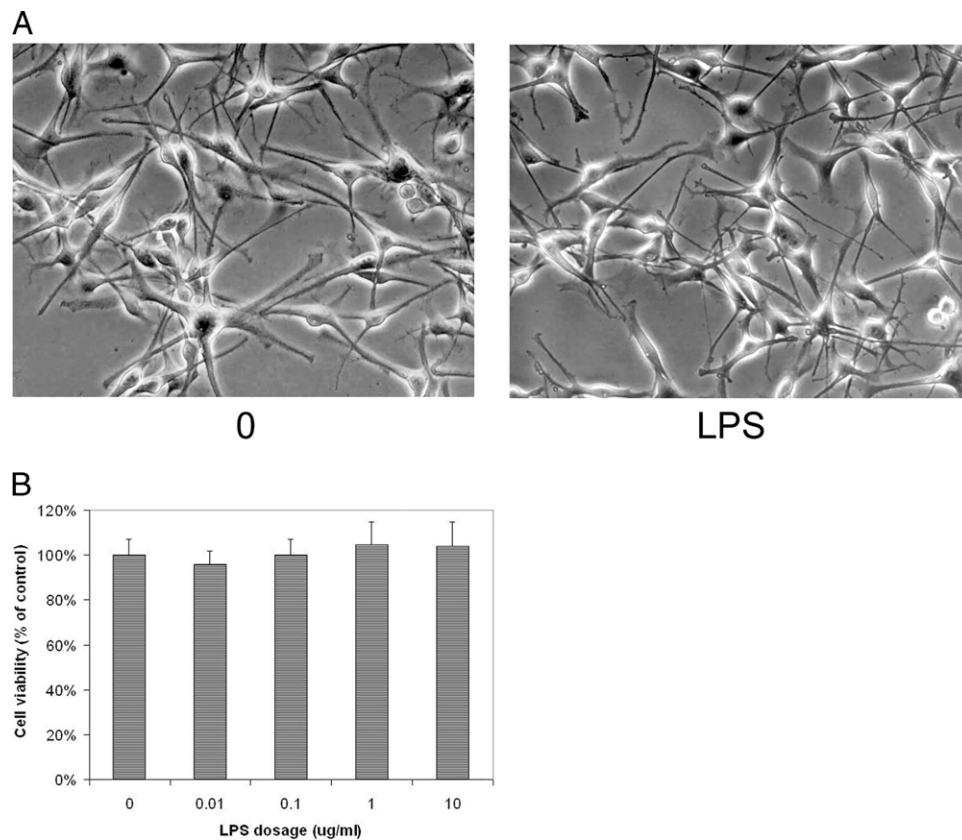 A
0
LPS
B
120%
100%
80%
60%
40%
20%
0%
Cell viability (% of control)
0 0.01 0.1 1 10
LPS dosage (ug/ml)